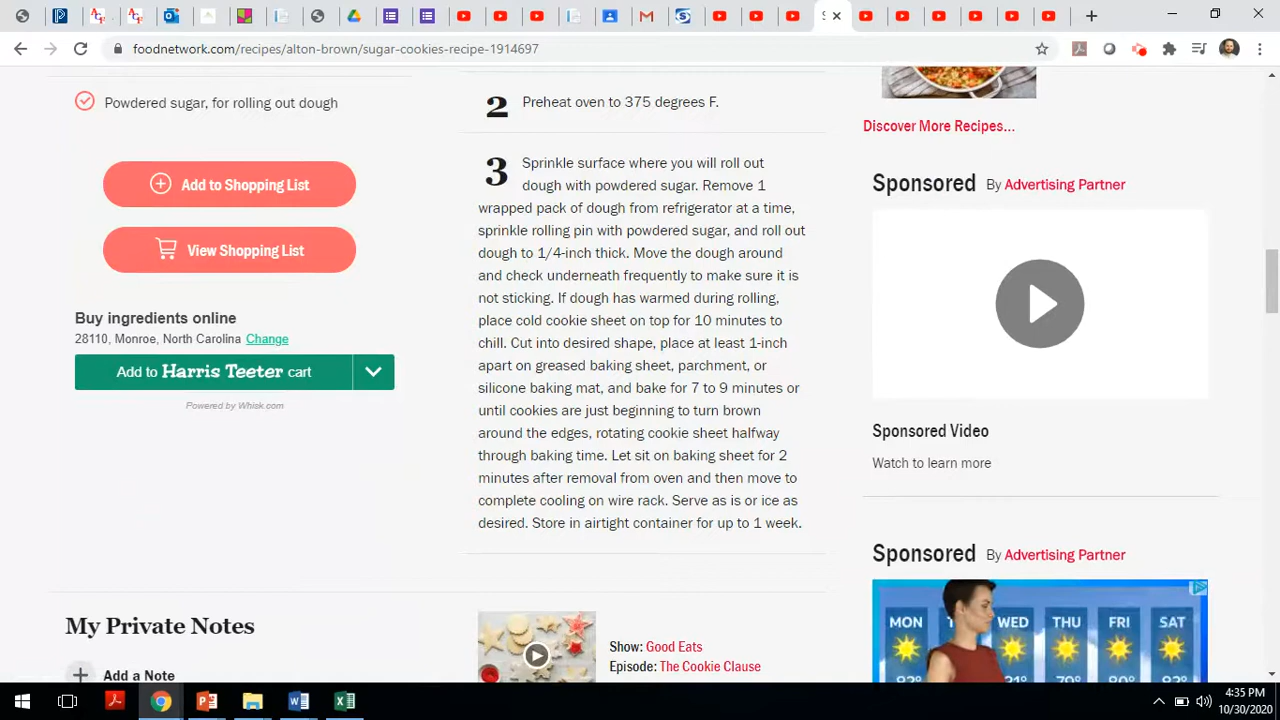 foodnetwork.com/recipes/alton-brown/sugar-cookies-recipe-1914697
Powdered sugar, for rolling out dough
Add to Shopping List
View Shopping List
Buy ingredients online
28110, Monroe, North Carolina Change
Add to Harris Teeter cart
Powered by Whisk.com
2 Preheat oven to 375 degrees F.
3 Sprinkle surface where you will roll out
dough with powdered sugar. Remove 1
wrapped pack of dough from refrigerator at a time,
sprinkle rolling pin with powdered sugar, and roll out
dough to 1/4-inch thick. Move the dough around
and check underneath frequently to make sure it is
not sticking. If dough has warmed during rolling,
place cold cookie sheet on top for 10 minutes to
chill. Cut into desired shape, place at least 1-inch
apart on greased baking sheet, parchment, or
silicone baking mat, and bake for 7 to 9 minutes or
until cookies are just beginning to turn brown
around the edges, rotating cookie sheet halfway
through baking time. Let sit on baking sheet for 2
minutes after removal from oven and then move to
complete cooling on wire rack. Serve as is or ice as
desired. Store in airtight container for up to 1 week.
Discover More Recipes...
Sponsored By Advertising Partner
Sponsored Video
Watch to learn more
Sponsored By Advertising Partner
MON WED THU FRI SAT
92° 92° 92°
79° 80° 82°
My Private Notes
Add a Note
Show: Good Eats
Episode: The Cookie Clause
4:35 PM
10/30/2020